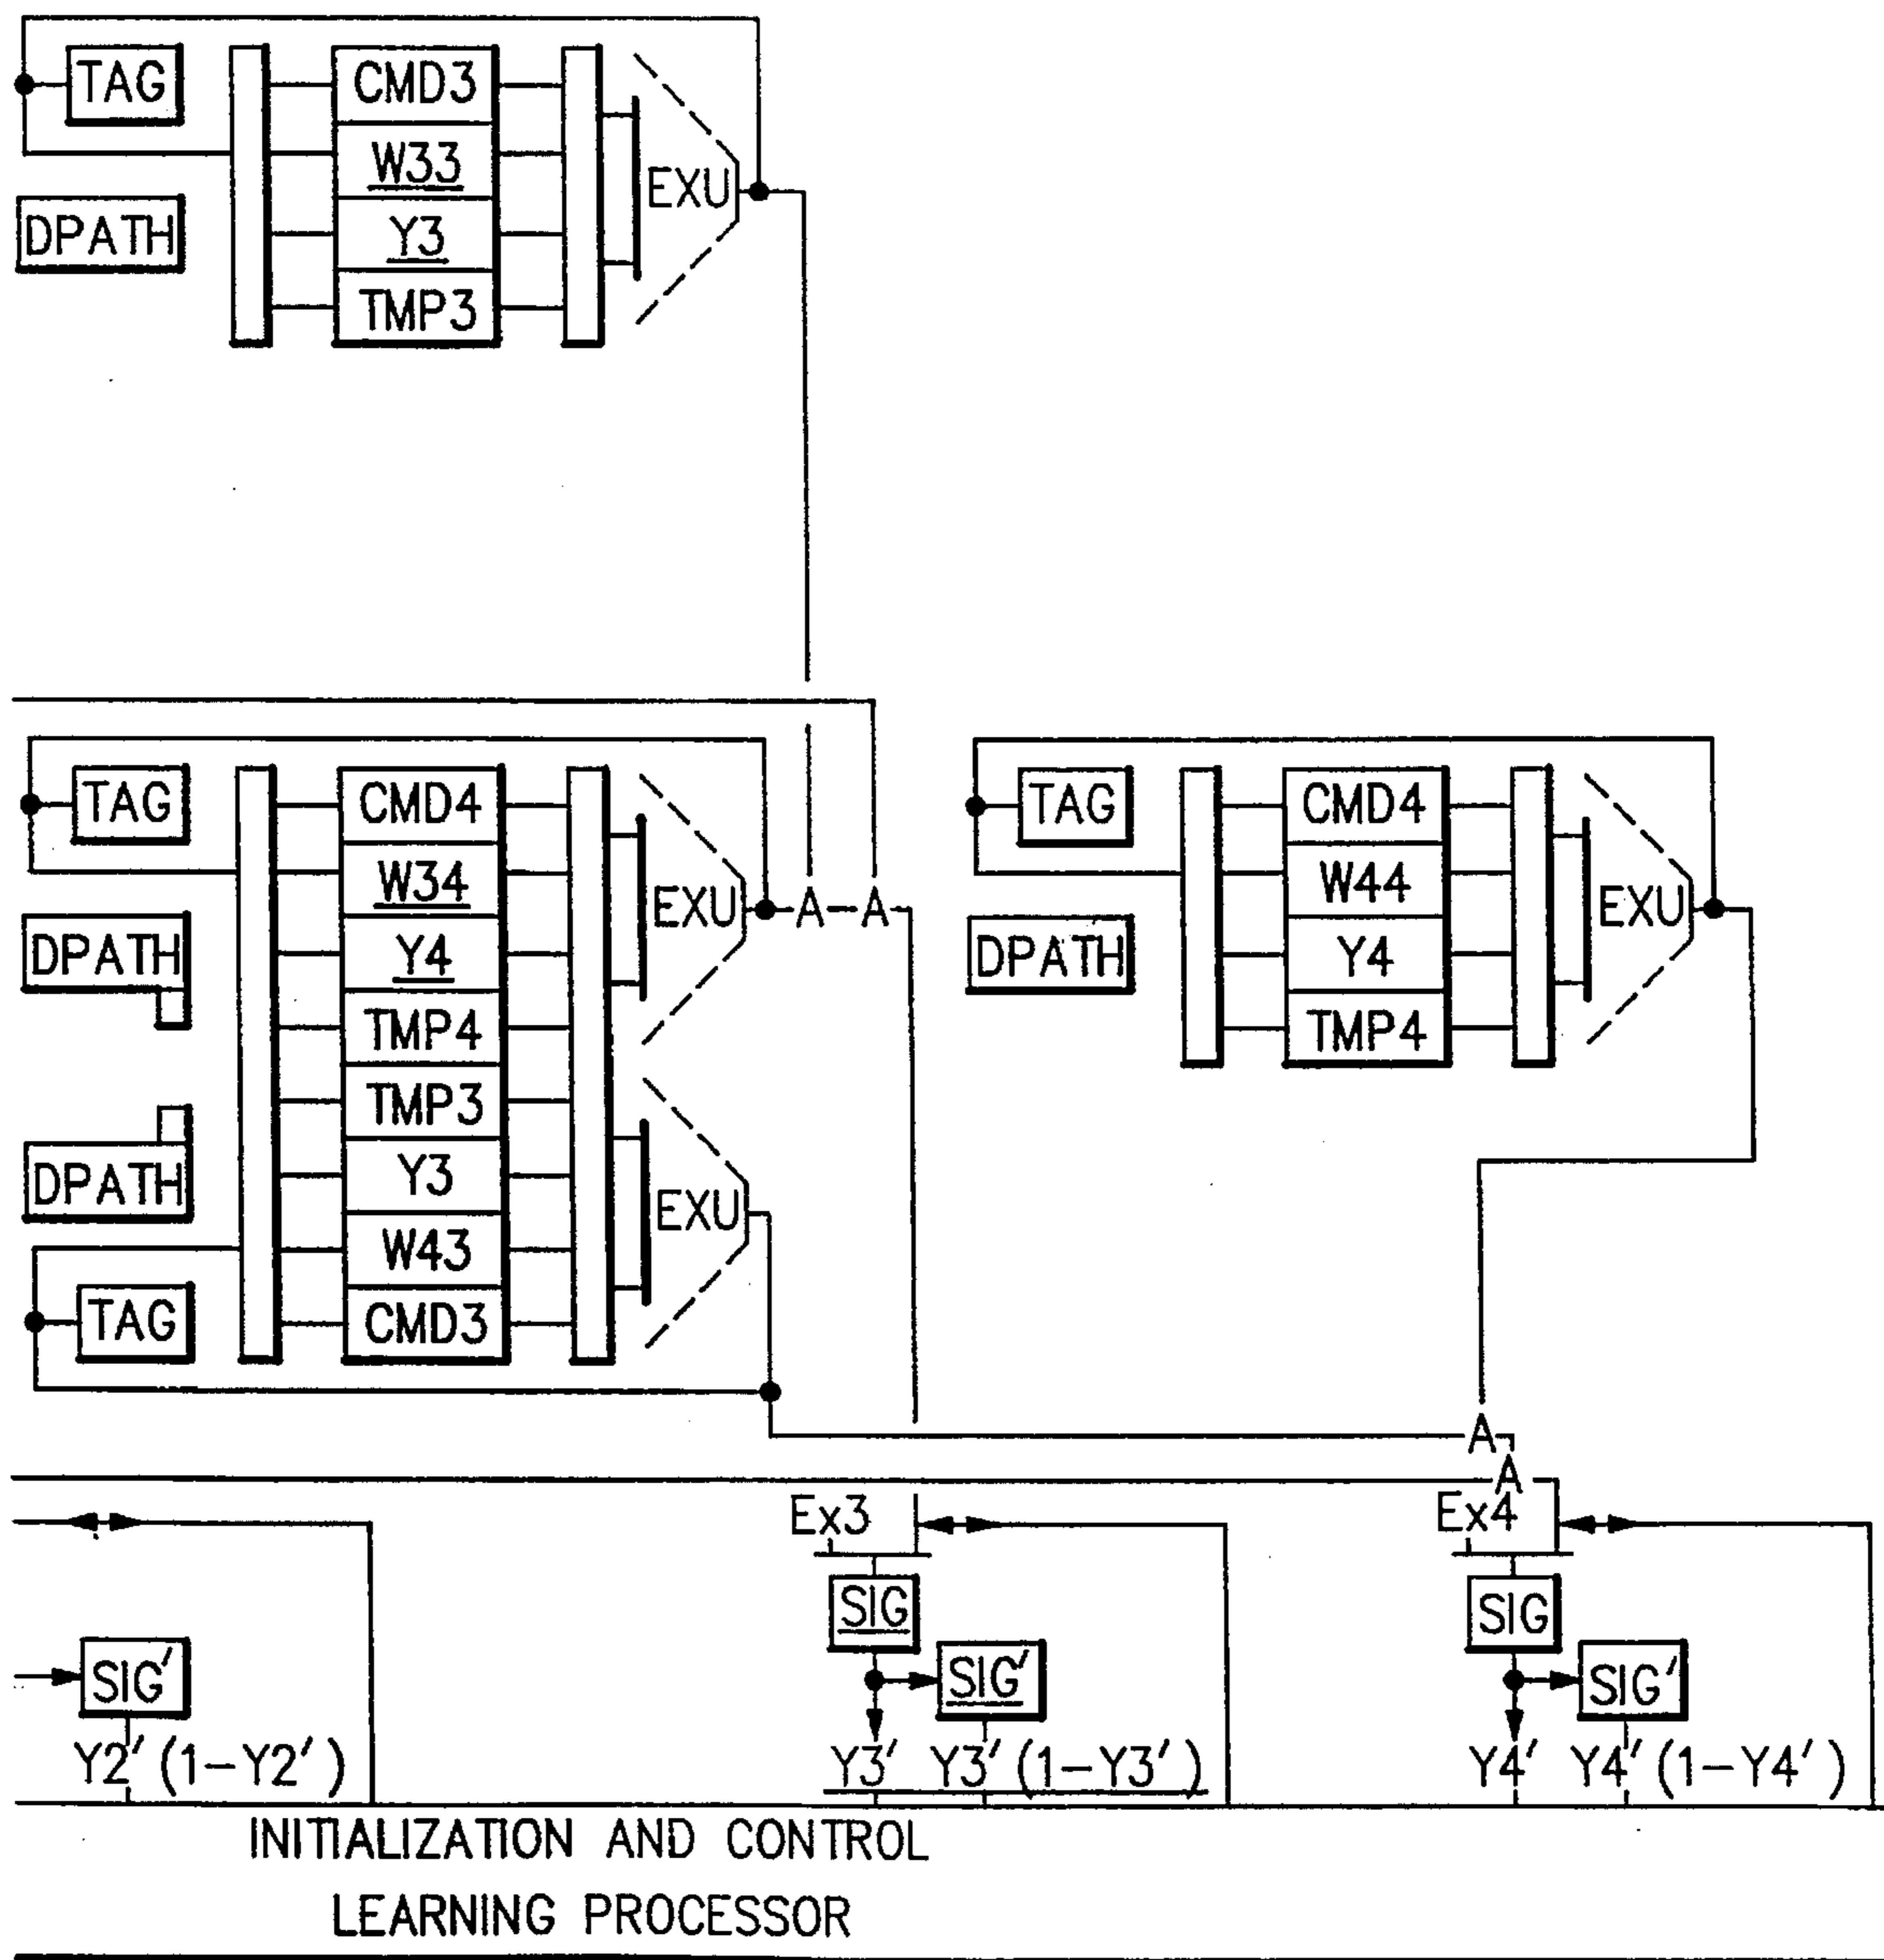 TAG CMD3
W33 EXU
DPATH Y3
TMP3
TAG CMD4
W34 EXU A A
DPATH Y4
TMP4
TMP3
DPATH Y3 EXU
W43
TAG CMD3
TAG CMD4
W44 EXU
DPATH Y4
TMP4
A
A
Ex3 Ex4
SIG SIG
SIG' SIG' SIG'
Y2'(1-Y2') Y3' Y3'(1-Y3') Y4' Y4'(1-Y4')
INITIALIZATION AND CONTROL
LEARNING PROCESSOR